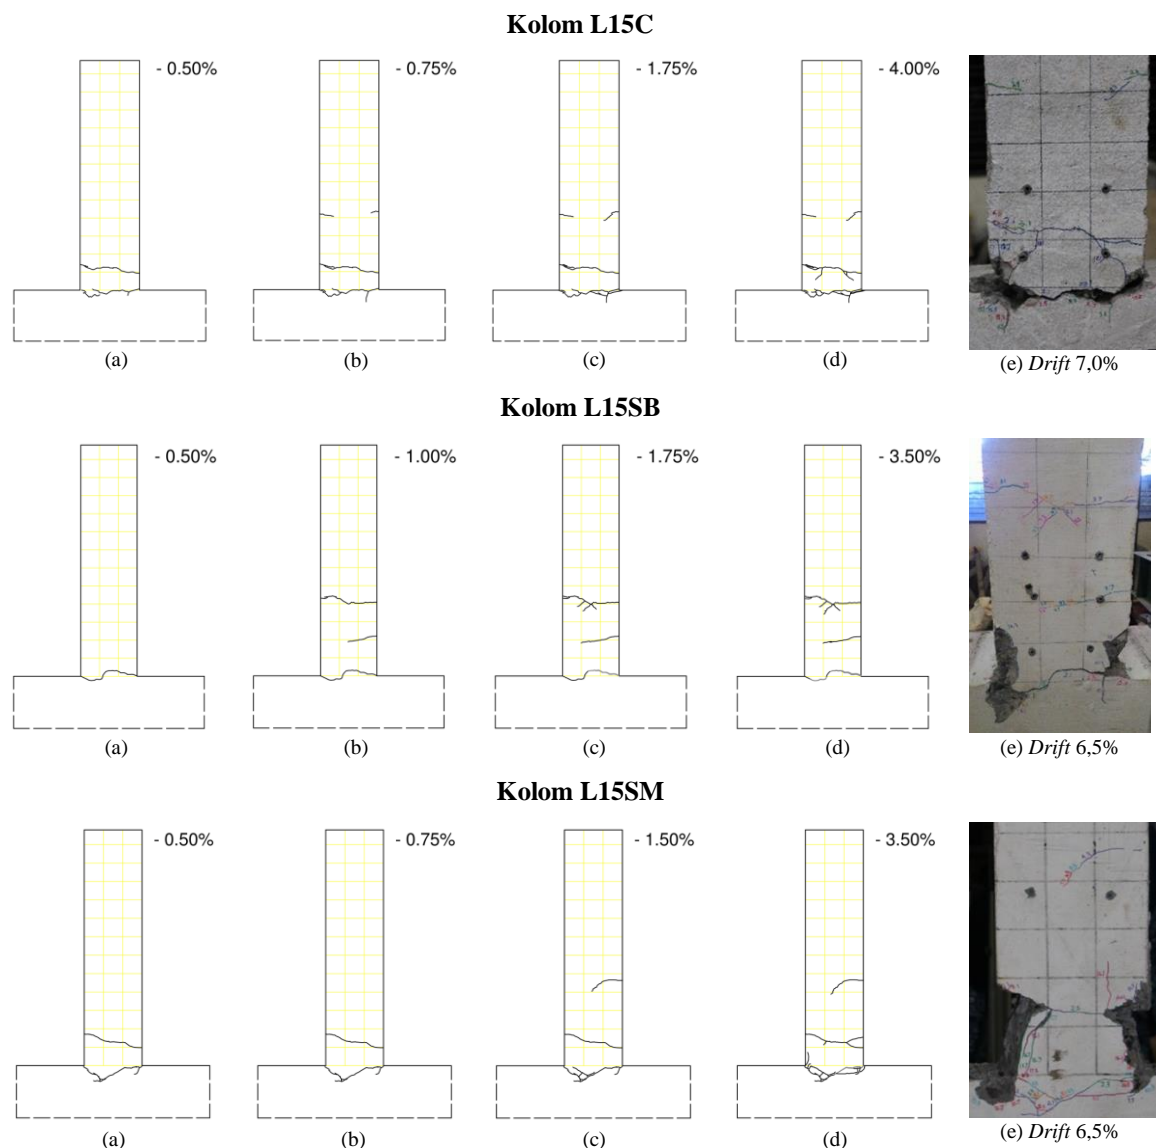 Kolom L15C
- 0.50%
- 0.75%
- 1.75%
- 4.00%
(a)
(b)
(c)
(d)
(e) Drift 7,0%
Kolom L15SB
- 0.50%
- 1.00%
- 1.75%
- 3.50%
(a)
(b)
(c)
(d)
(e) Drift 6,5%
Kolom L15SM
- 0.50%
- 0.75%
- 1.50%
- 3.50%
(a)
(b)
(c)
(d)
(e) Drift 6,5%